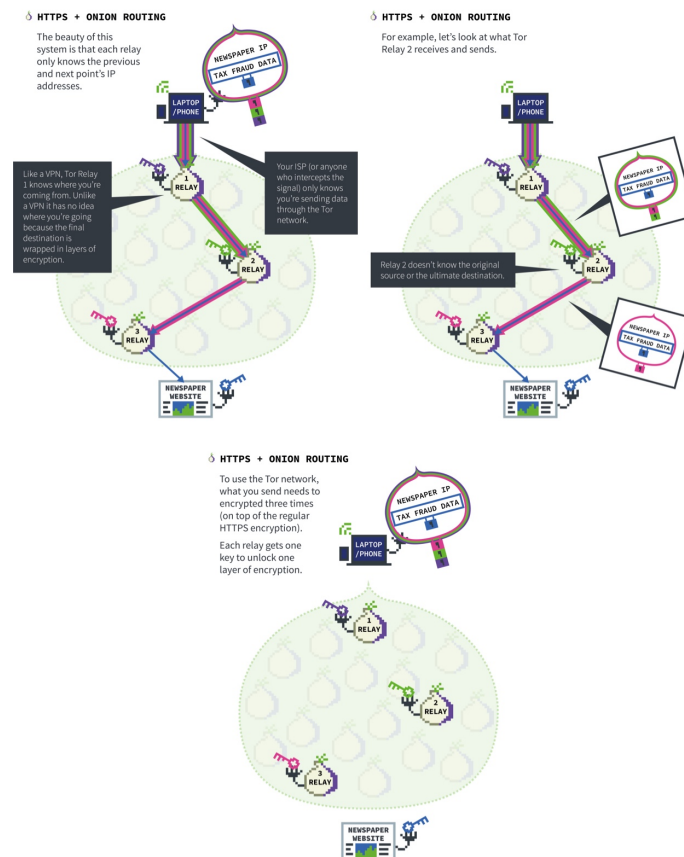 HTTPS + ONION ROUTING
The beauty of this
system is that each relay
only knows the previous
and next point's IP
addresses.
NEWSPAPER IP
TAX FRAUD DATA
LAPTOP
/PHONE
Like a VPN, Tor Relay
1 knows where you're
coming from. Unlike
a VPN it has no idea
where you're going
because the final
destination is
wrapped in layers of
encryption.
1
RELAY
Your ISP (or anyone
who intercepts the
signal) only knows
you're sending data
through the Tor
network.
2
RELAY
3
RELAY
NEWSPAPER
WEBSITE
HTTPS + ONION ROUTING
For example, let's look at what Tor
Relay 2 receives and sends.
LAPTOP
/PHONE
1
RELAY
NEWSPAPER IP
TAX FRAUD DATA
Relay 2 doesn't know the original
source or the ultimate destination.
2
RELAY
NEWSPAPER IP
TAX FRAUD DATA
3
RELAY
NEWSPAPER
WEBSITE
HTTPS + ONION ROUTING
To use the Tor network,
what you send needs to
encrypted three times
(on top of the regular
HTTPS encryption).
Each relay gets one
key to unlock one
layer of encryption.
NEWSPAPER IP
TAX FRAUD DATA
LAPTOP
/PHONE
1
RELAY
2
RELAY
3
RELAY
NEWSPAPER
WEBSITE